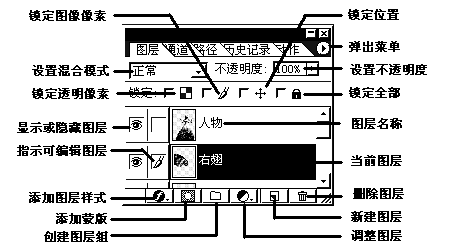 锁定图像像素
锁定位置
图层 通道 路径 历史记录 动作
弹出菜单
设置混合模式
正常
不透明度: 100%
设置不透明度
锁定透明像素
锁定:
锁定全部
显示或隐藏图层
人物
图层名称
指示可编辑图层
右翅
当前图层
添加图层样式
删除图层
添加蒙版
新建图层
创建图层组
调整图层